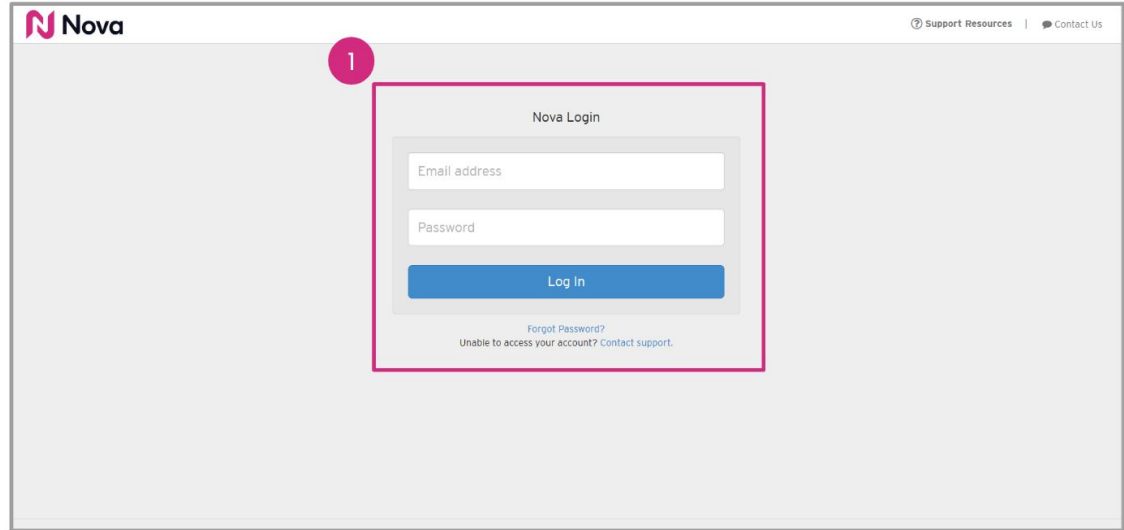 Nova
Support Resources | Contact Us
1
Nova Login
Email address
Password
Log In
Forgot Password?
Unable to access your account? Contact support.